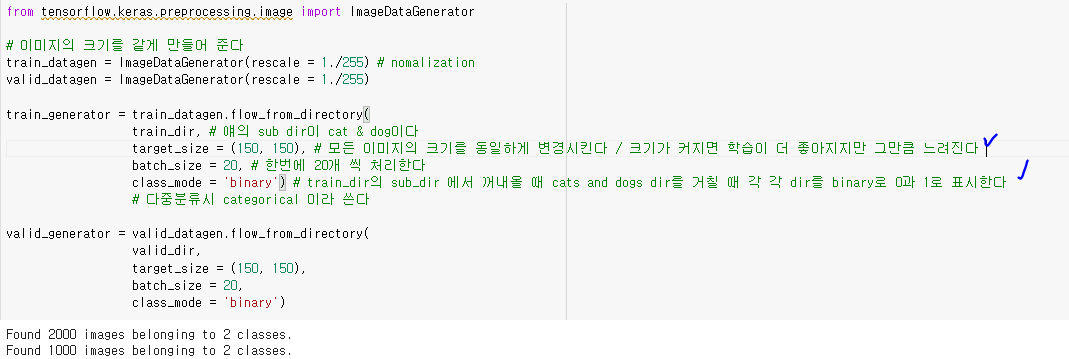 from tensorflow.keras.preprocessing.image import ImageDataGenerator
# 이미지의 크기를 같게 만들어 준다
train_datagen = ImageDataGenerator(rescale = 1./255) # nomalization
valid_datagen = ImageDataGenerator(rescale = 1./255)
train_generator = train_datagen.flow_from_directory(
train_dir, # 얘의 sub dir이 cat & dog이다
target_size = (150, 150), # 모든 이미지의 크기를 동일하게 변경시킨다 / 크기가 커지면 학습이 더 좋아지지만 그만큼 느려진다
batch_size = 20, # 한번에 20개 씩 처리한다
class_mode = 'binary') # train_dir의 sub_dir 에서 꺼내올 때 cats and dogs dir를 거칠 때 각 각 dir를 binary로 0과 1로 표시한다
# 다중분류시 categorical 이라 쓴다
valid_generator = valid_datagen.flow_from_directory(
valid_dir,
target_size = (150, 150),
batch_size = 20,
class_mode = 'binary')
Found 2000 images belonging to 2 classes.
Found 1000 images belonging to 2 classes.